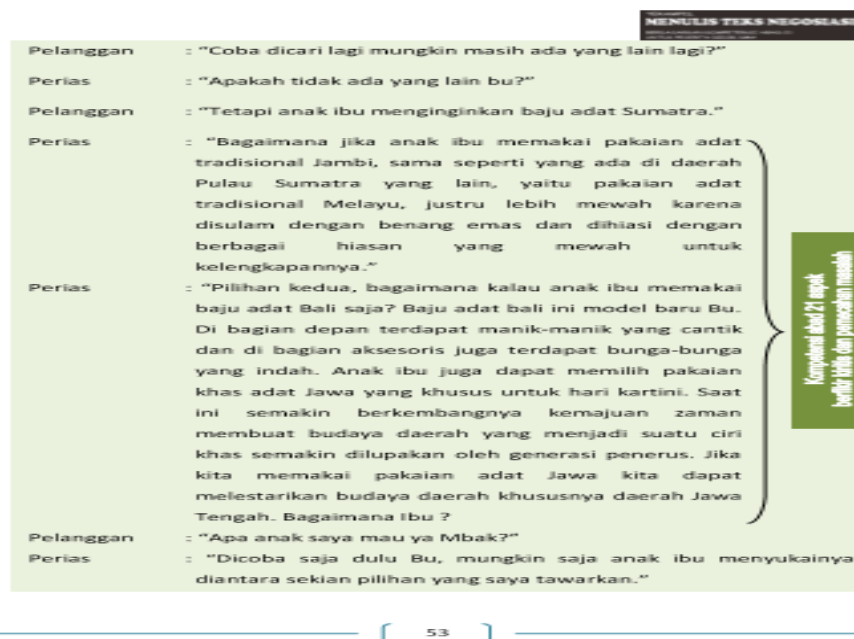 MENULIS TEKS NEGOSIASI
Pelanggan : “Coba dicari lagi mungkin masih ada yang lain lagi?”
Perias : “Apakah tidak ada yang lain bu?”
Pelanggan : “Tetapi anak ibu menginginkan baju adat Sumatra.”
Perias : “Bagaimana jika anak ibu memakai pakaian adat
tradisional Jambi, sama seperti yang ada di daerah
Pulau Sumatra yang lain, yaitu pakaian adat
tradisional Melayu, justru lebih mewah karena
disulam dengan benang emas dan dihiasi dengan
berbagai hiasan yang mewah untuk
kelengkapannya.”
Perias : “Pilihan kedua, bagaimana kalau anak ibu memakai
baju adat Bali saja? Baju adat bali ini model baru Bu.
Di bagian depan terdapat manik-manik yang cantik
dan di bagian aksesoris juga terdapat bunga-bunga
yang indah. Anak ibu juga dapat memilih pakaian
khas adat Jawa yang khusus untuk hari kartini. Saat
ini semakin berkembangnya kemajuan zaman
membuat budaya daerah yang menjadi suatu ciri
khas semakin dilupakan oleh generasi penerus. Jika
kita memakai pakaian adat Jawa kita dapat
melestarikan budaya daerah khususnya daerah Jawa
Tengah. Bagaimana Ibu ?
Pelanggan : “Apa anak saya mau ya Mbak?”
Perias : “Dicoba saja dulu Bu, mungkin saja anak ibu menyukainya
diantara sekian pilihan yang saya tawarkan.”
Kompetensi abad 21 aspek
berfikir kritis dan pemecahan masalah
53